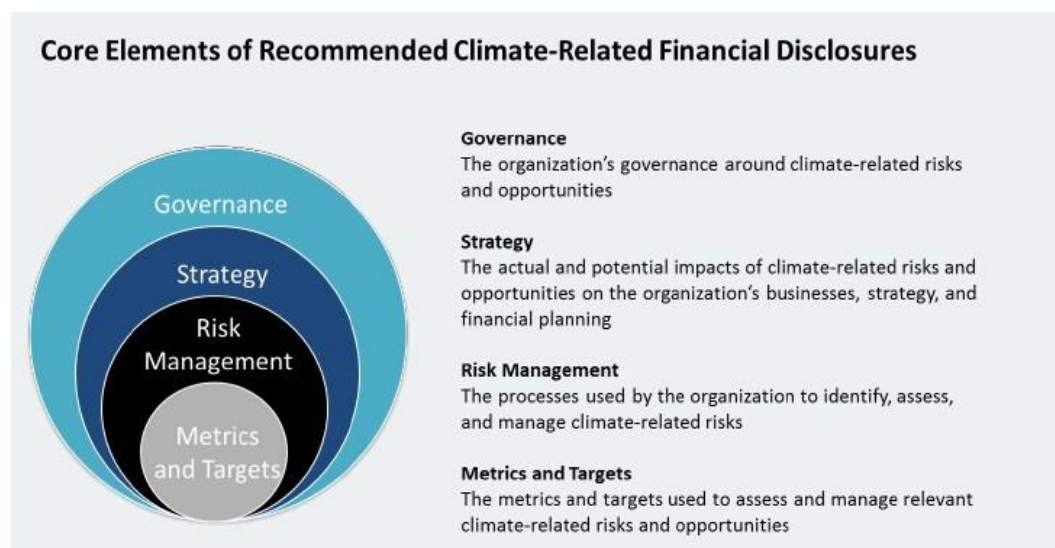 Core Elements of Recommended Climate-Related Financial Disclosures
Governance
Strategy
Risk
Management
Metrics
and Targets
Governance
The organization’s governance around climate-related risks
and opportunities
Strategy
The actual and potential impacts of climate-related risks and
opportunities on the organization‘s businesses, strategy, and
financial planning
Risk Management
The processes used by the organization to identify, assess,
and manage climate-related risks
Metrics and Targets
The metrics and targets used to assess and manage relevant
climate-related risks and opportunities